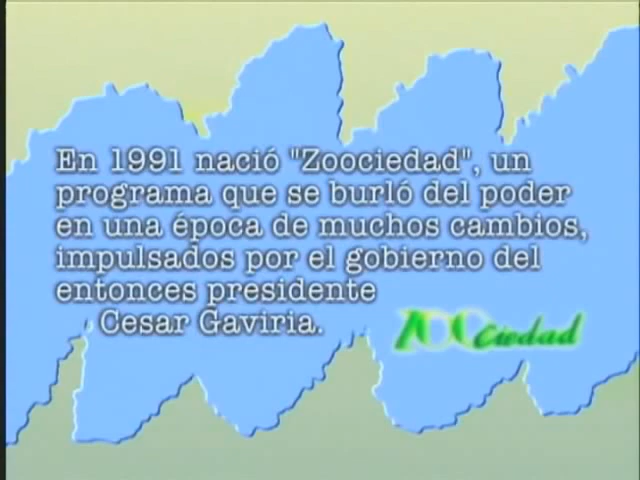 En 1991 nació "Zoociedad", un
programa que se burló del poder
en una época de muchos cambios,
impulsados por el gobierno del
entonces presidente
Cesar Gaviria.
ZOOCiedad